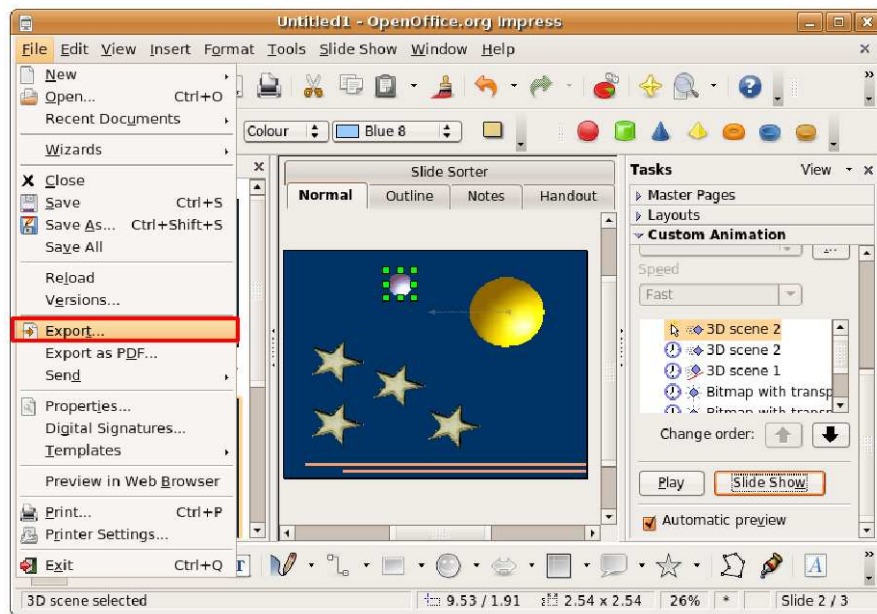 Untitled1 - OpenOffice.org Impress
File Edit View Insert Format Tools Slide Show Window Help
New
Open... Ctrl+O
Recent Documents
Wizards
Close
Save Ctrl+S
Save As... Ctrl+Shift+S
Save All
Reload
Versions...
Export...
Export as PDF...
Send
Properties...
Digital Signatures...
Templates
Preview in Web Browser
Print... Ctrl+P
Printer Settings...
Exit Ctrl+Q
Colour Blue 8
Slide Sorter
Normal Outline Notes Handout
Tasks View
Master Pages
Layouts
Custom Animation
Speed
Fast
3D scene 2
3D scene 2
3D scene 1
Bitmap with transp
Bitmap with transp
Change order:
Play Slide Show
Automatic preview
A
3D scene selected 9.53 / 1.91 2.54 x 2.54 26% * Slide 2 / 3